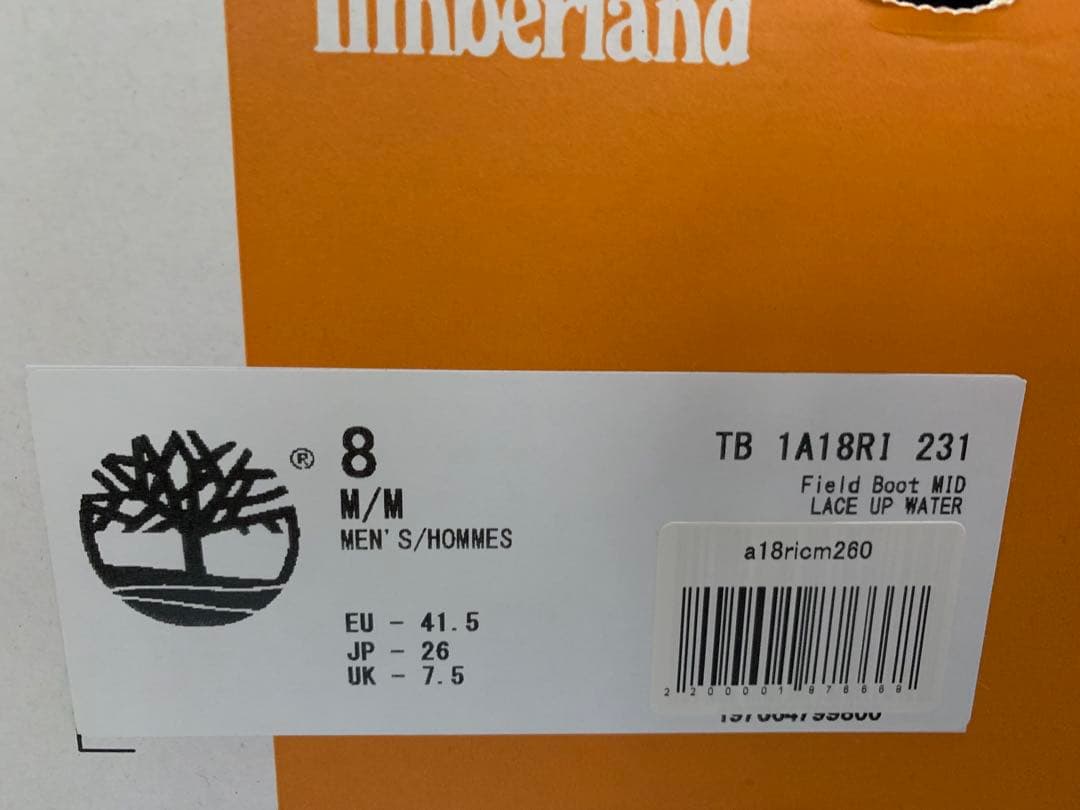 Timberland
®
8
M/M
MEN'S/HOMMES
EU - 41.5
JP - 26
UK - 7.5
TB 1A18RI 231
Field Boot MID
LACE UP WATER
a18ricm260